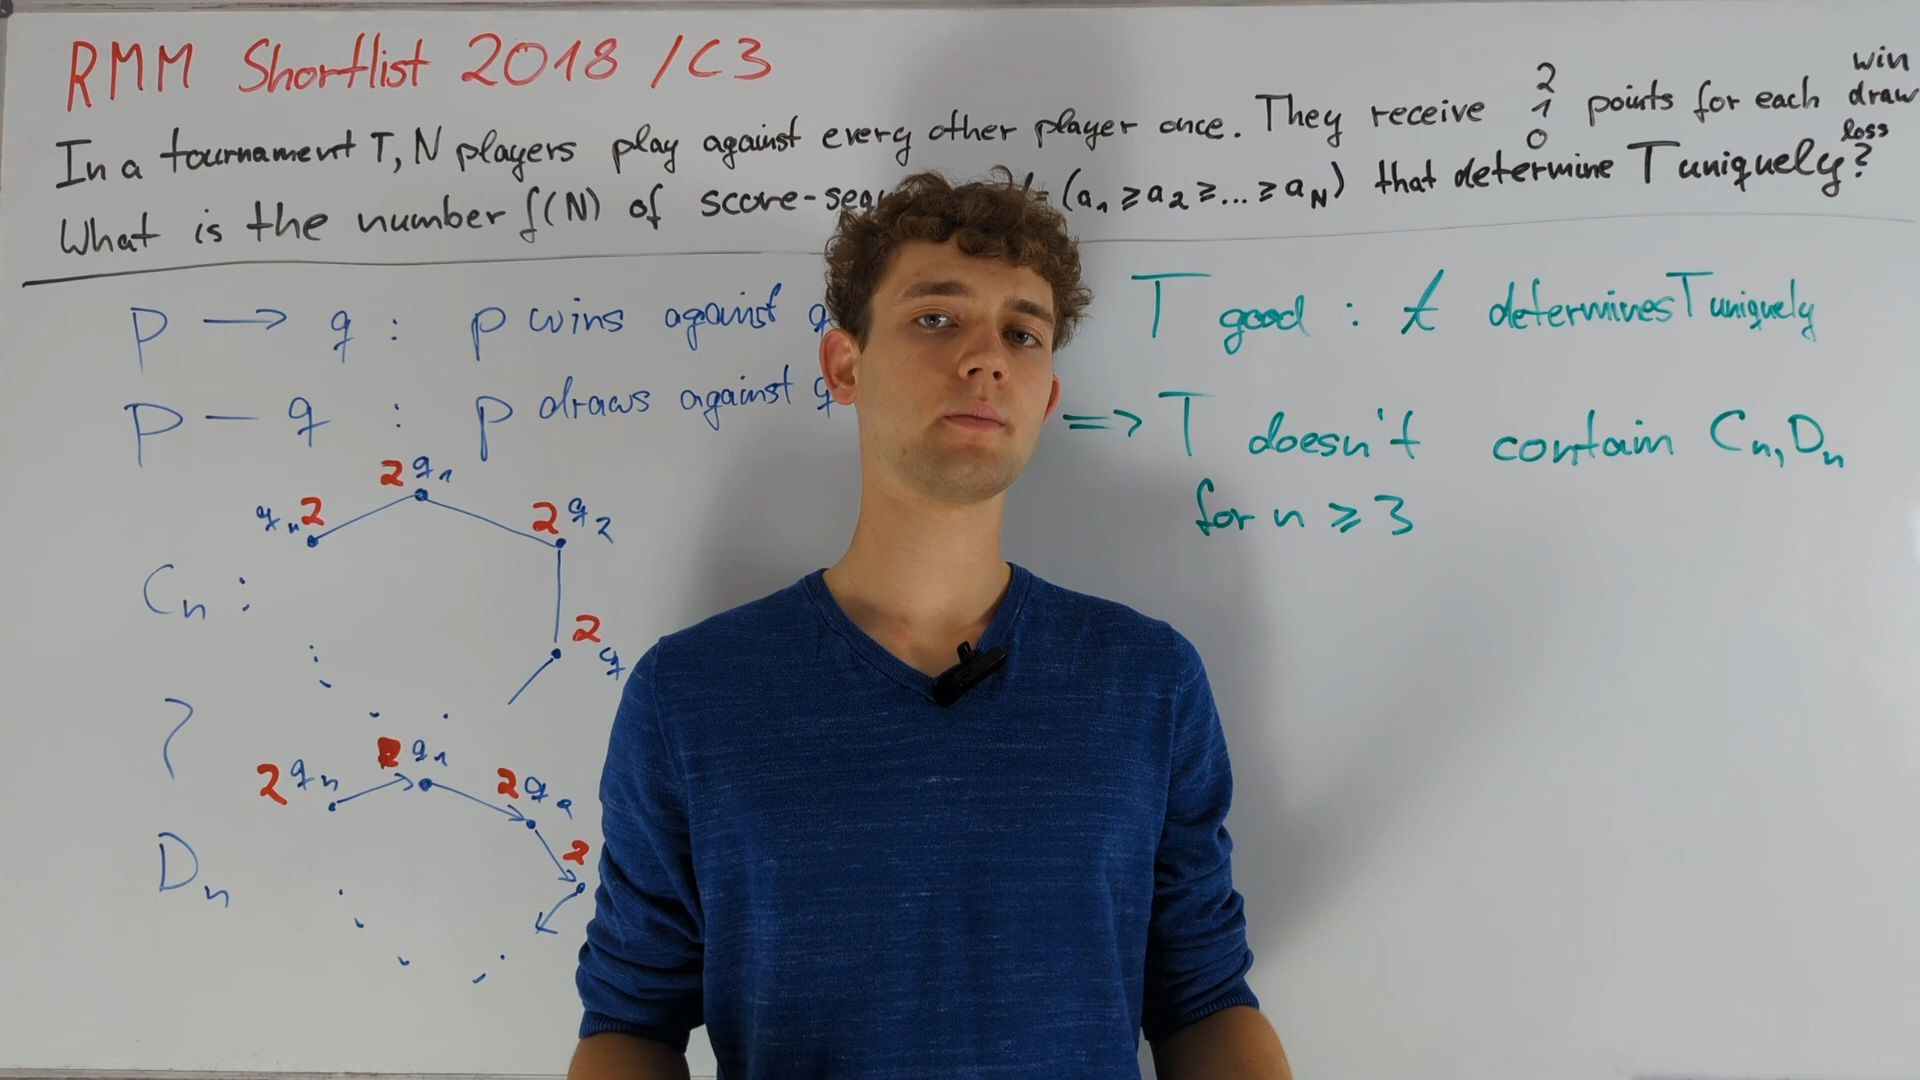 RMM Shortlist 2018 / C3
win
2
1 points for each draw
0 loss
In a tournament T, N players play against every other player once. They receive
What is the number f(N) of score-seq (a₁ ≥ a₂ ≥ ... ≥ a_N) that determine T uniquely?
p → q : p wins against q
p — q : p draws against q
T good : t determines T uniquely
⇒ T doesn't contain Cn, Dn
for n ≥ 3
2 q₁
qn 2
2 q₂
Cn :
2 q
?
2 qn
q₁
2 q₂
2
Dn